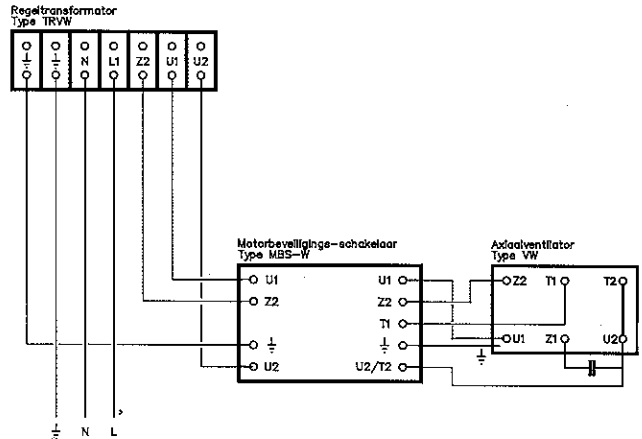 Regeltransformator
Type TRVW
⏚ ⏚ N L1 Z2 U1 U2
Motorbeveiligings-schakelaar
Type MBS-W
U1 U1
Z2 Z2
T1
⏚ ⏚
U2 U2/T2
Axiaalventilator
Type VW
Z2 T1 T2
U1 Z1 U2
⏚
⏚ N L